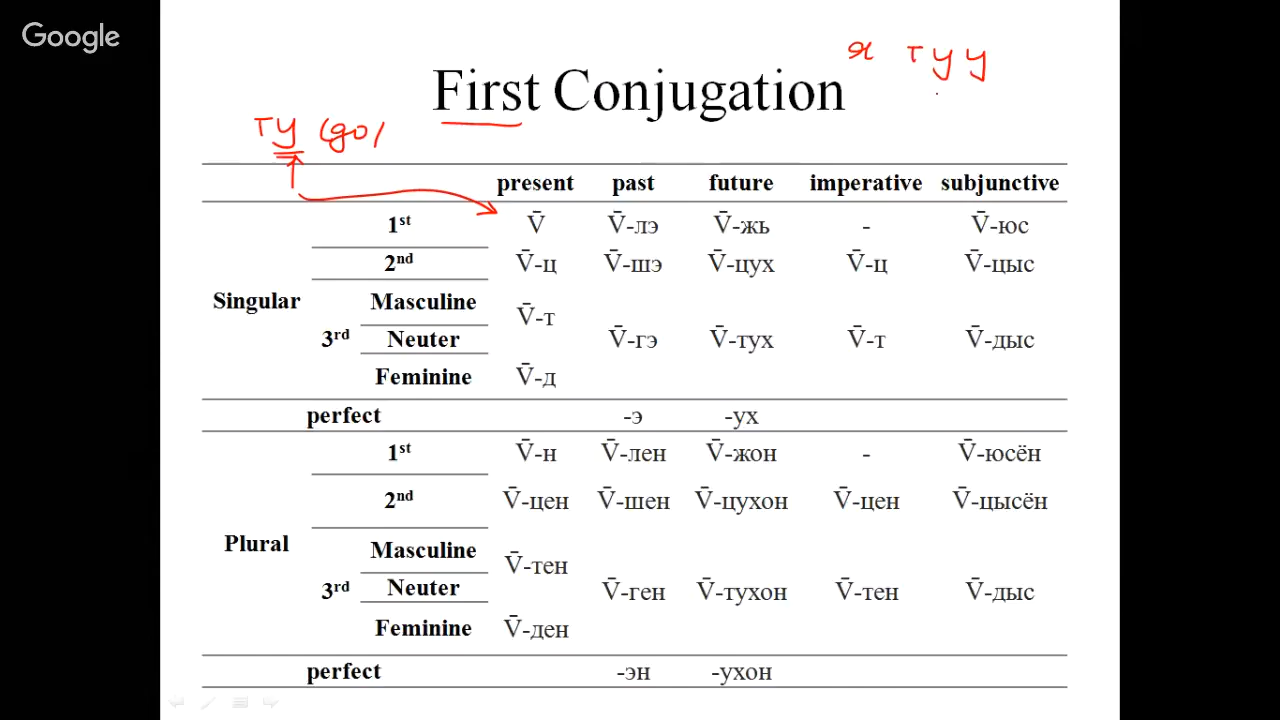 Google
я туу
First Conjugation
ту (go)
present past future imperative subjunctive
1st V̄ V̄-лэ V̄-жь - V̄-юс
2nd V̄-ц V̄-шэ V̄-цух V̄-ц V̄-цыс
Singular
Masculine V̄-т
3rd Neuter V̄-гэ V̄-тух V̄-т V̄-дыс
Feminine V̄-д
perfect -э -ух
1st V̄-н V̄-лен V̄-жон - V̄-юсён
2nd V̄-цен V̄-шен V̄-цухон V̄-цен V̄-цысён
Plural
Masculine V̄-тен
3rd Neuter V̄-ген V̄-тухон V̄-тен V̄-дыс
Feminine V̄-ден
perfect -эн -ухон